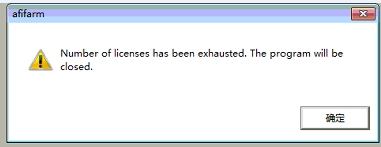 afifarm
Number of licenses has been exhausted. The program will be
closed.
确定